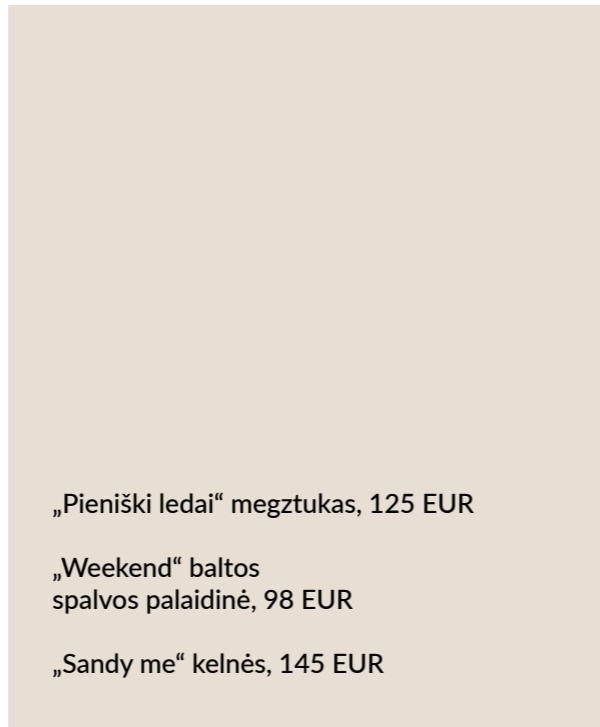 „Pieniški ledai“ megztukas, 125 EUR
„Weekend“ baltos
spalvos palaidinė, 98 EUR
„Sandy me“ kelnės, 145 EUR